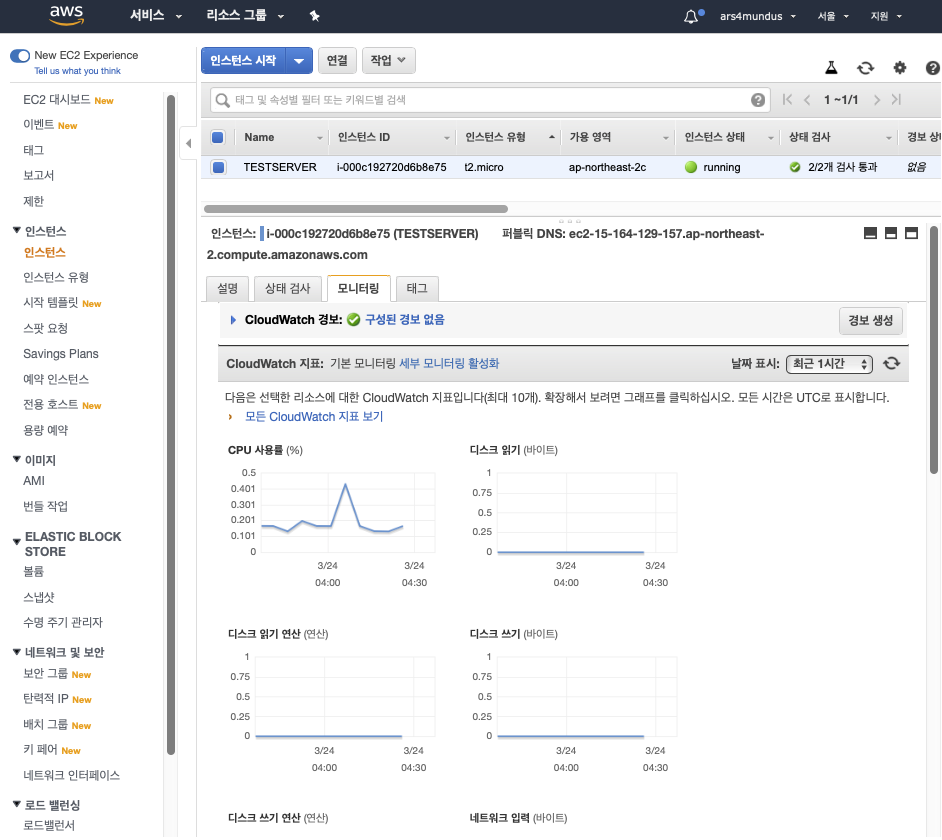 aws
서비스
리소스 그룹
ars4mundus
서울
지원
New EC2 Experience
Tell us what you think
EC2 대시보드 New
이벤트 New
태그
보고서
제한
인스턴스
인스턴스
인스턴스 유형
시작 템플릿 New
스팟 요청
Savings Plans
예약 인스턴스
전용 호스트 New
용량 예약
이미지
AMI
번들 작업
ELASTIC BLOCK
STORE
볼륨
스냅샷
수명 주기 관리자
네트워크 및 보안
보안 그룹 New
탄력적 IP New
배치 그룹 New
키 페어 New
네트워크 인터페이스
로드 밸런싱
로드밸런서
인스턴스 시작
연결
작업
태그 및 속성별 필터 또는 키워드별 검색
1 ~1/1
Name 인스턴스 ID 인스턴스 유형 가용 영역 인스턴스 상태 상태 검사 경보 상태
TESTSERVER i-000c192720d6b8e75 t2.micro ap-northeast-2c running 2/2개 검사 통과 없음
인스턴스: i-000c192720d6b8e75 (TESTSERVER) 퍼블릭 DNS: ec2-15-164-129-157.ap-northeast-
2.compute.amazonaws.com
설명
상태 검사
모니터링
태그
CloudWatch 경보: 구성된 경보 없음
경보 생성
CloudWatch 지표: 기본 모니터링 세부 모니터링 활성화
날짜 표시: 최근 1시간
다음은 선택한 리소스에 대한 CloudWatch 지표입니다(최대 10개). 확장해서 보려면 그래프를 클릭하십시오. 모든 시간은 UTC로 표시합니다.
› 모든 CloudWatch 지표 보기
CPU 사용률 (%)
0.5
0.401
0.301
0.201
0.101
0
3/24
04:00
3/24
04:30
디스크 읽기 (바이트)
1
0.75
0.5
0.25
0
3/24
04:00
3/24
04:30
디스크 읽기 연산 (연산)
1
0.75
0.5
0.25
0
3/24
04:00
3/24
04:30
디스크 쓰기 (바이트)
1
0.75
0.5
0.25
0
3/24
04:00
3/24
04:30
디스크 쓰기 연산 (연산)
네트워크 입력 (바이트)